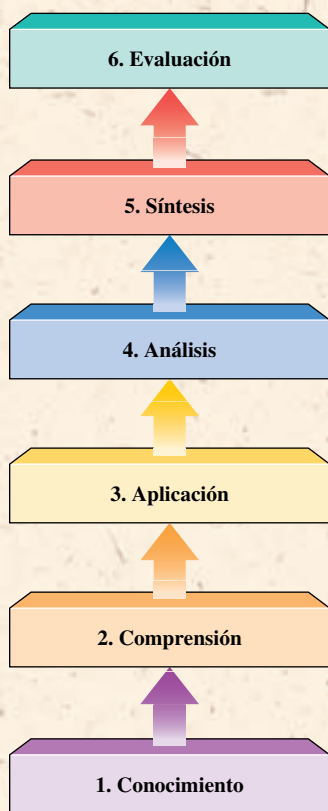 6. Evaluación
5. Síntesis
4. Análisis
3. Aplicación
2. Comprensión
1. Conocimiento